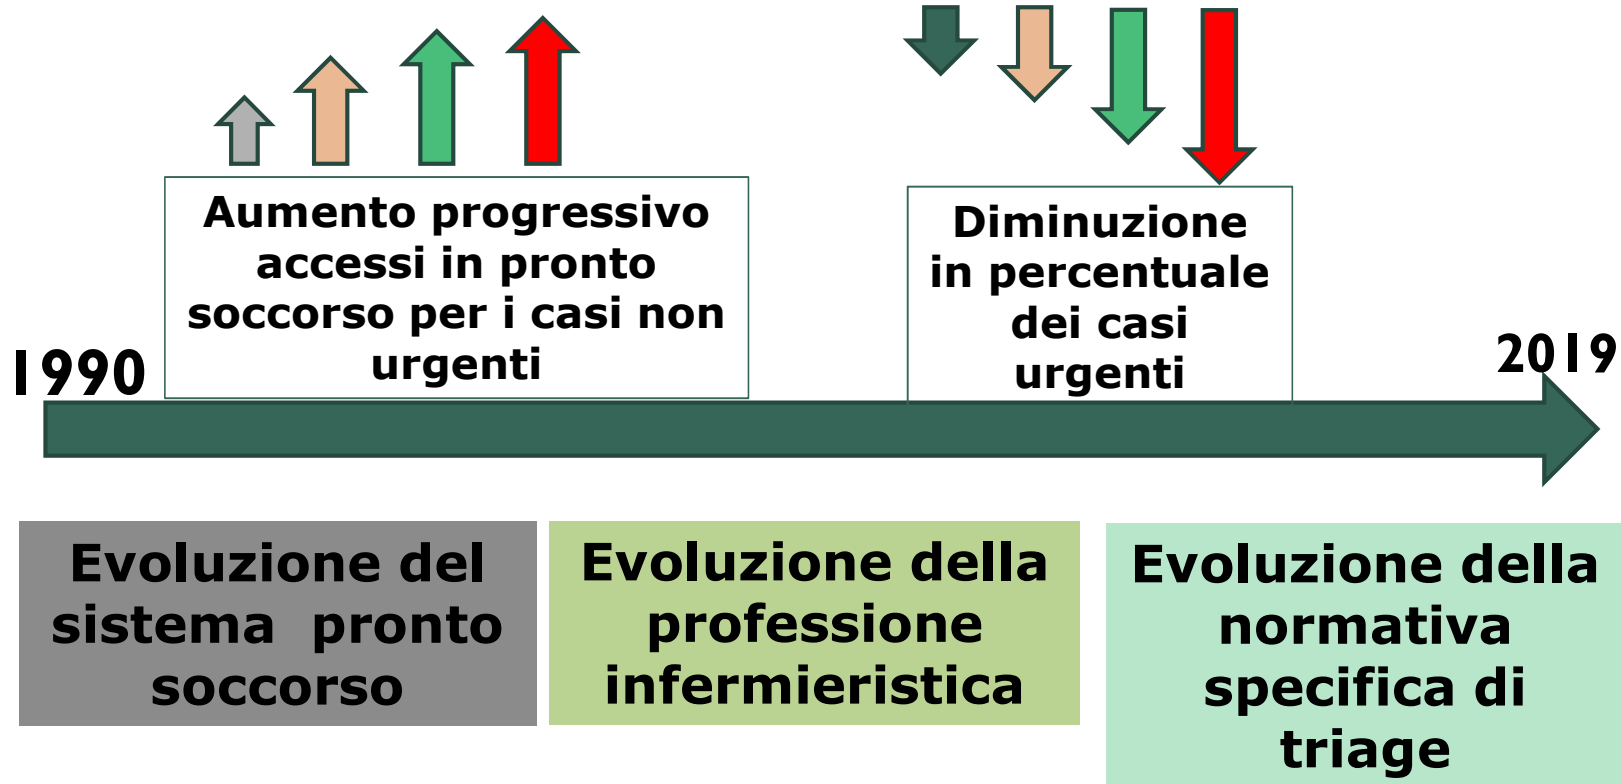 Aumento progressivo
accessi in pronto
soccorso per i casi non
urgenti
Diminuzione
in percentuale
dei casi
urgenti
1990
2019
Evoluzione del
sistema pronto
soccorso
Evoluzione della
professione
infermieristica
Evoluzione della
normativa
specifica di
triage